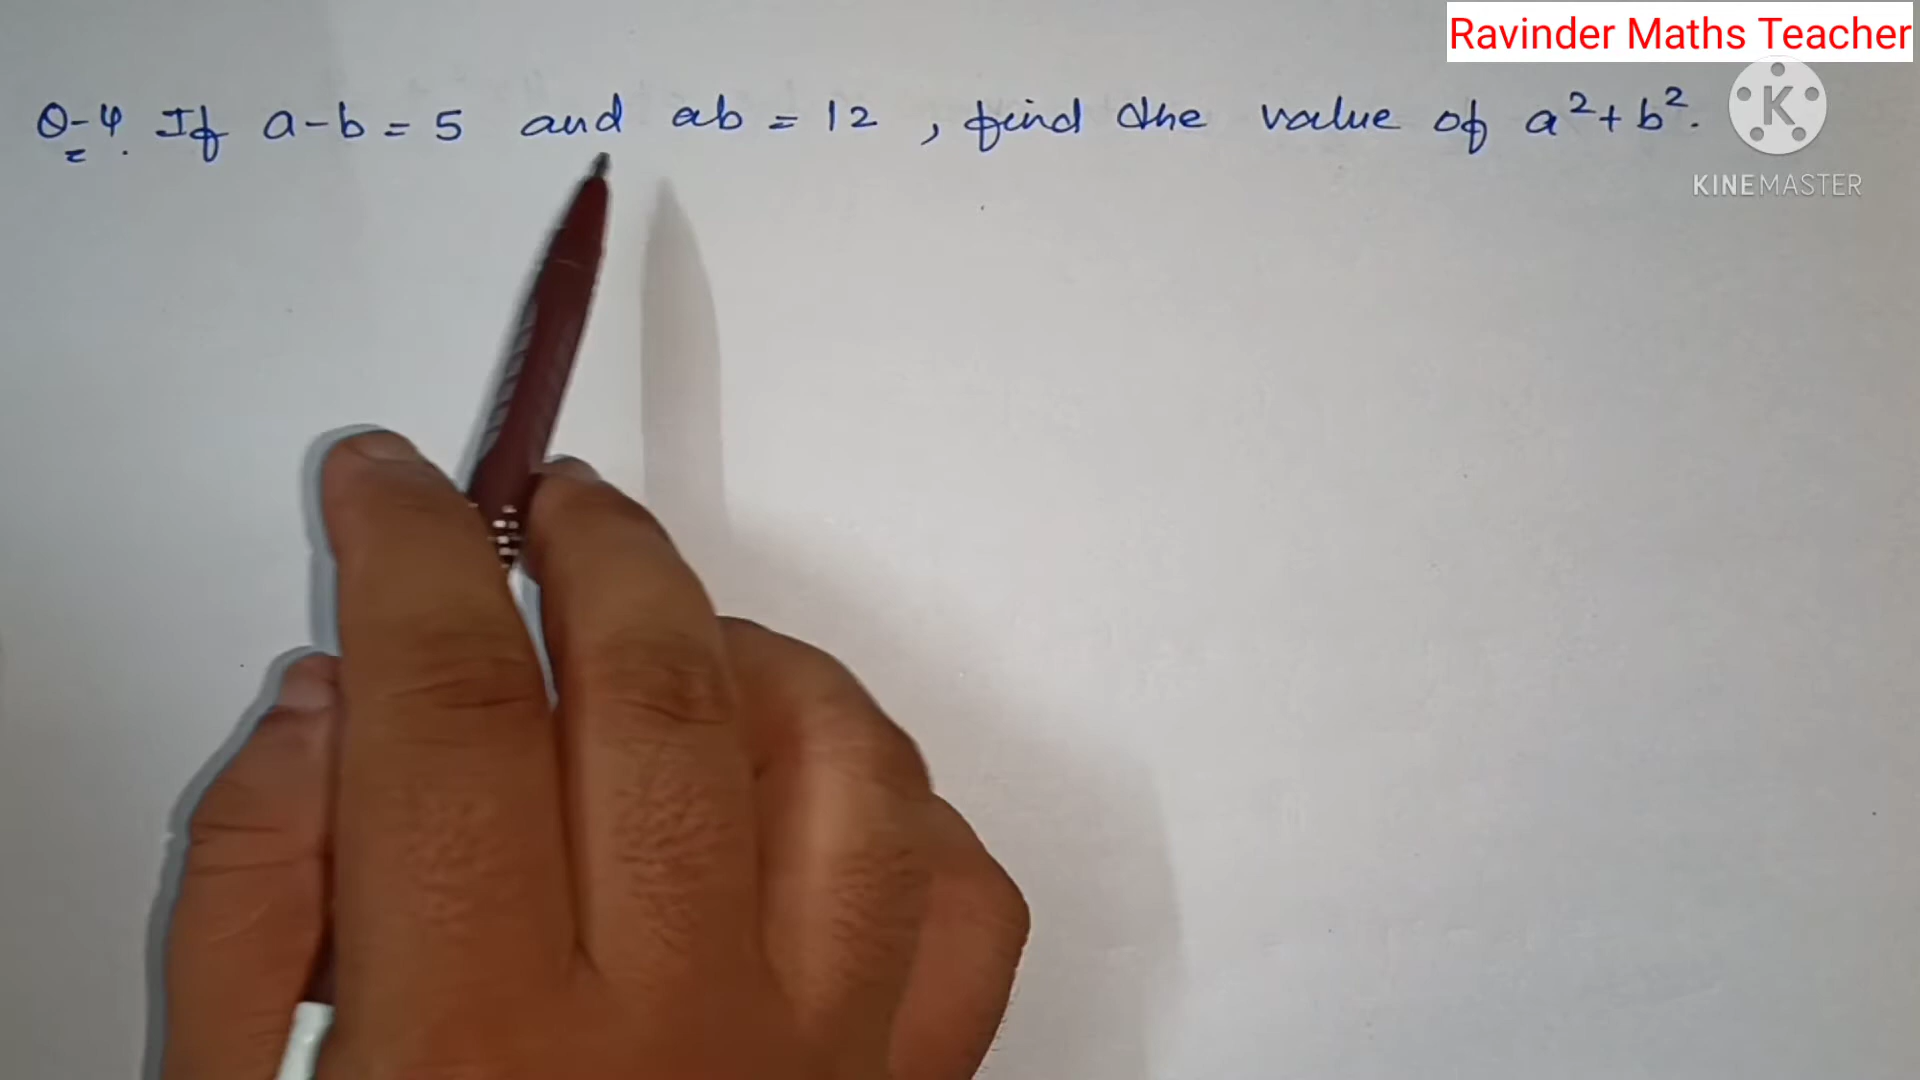 Ravinder Maths Teacher
Q-4. If a-b = 5 and ab = 12, find the value of a²+b².
K
KINEMASTER